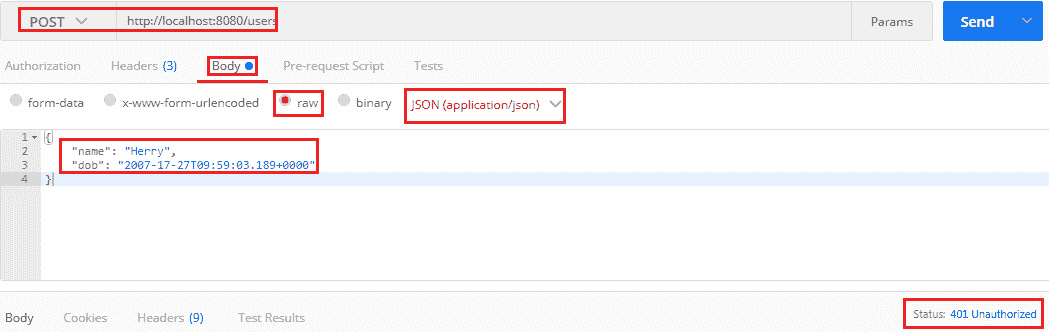 POST http://localhost:8080/users Params Send
Authorization Headers (3) Body Pre-request Script Tests
form-data x-www-form-urlencoded raw binary JSON (application/json)
1 {
2 "name": "Herry",
3 "dob": "2007-17-27T09:59:03.189+0000"
4 }
Body Cookies Headers (9) Test Results Status: 401 Unauthorized